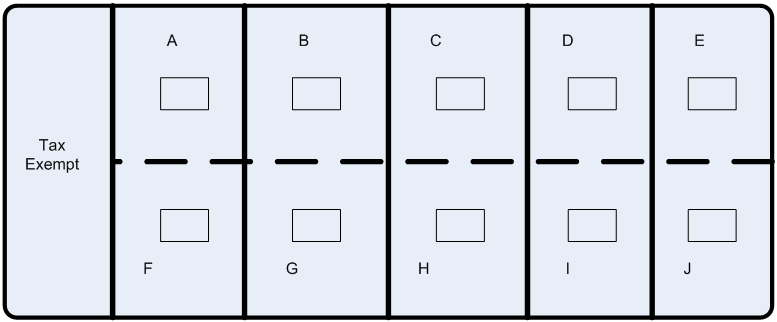 A B C D E
Tax
Exempt
F G H I J